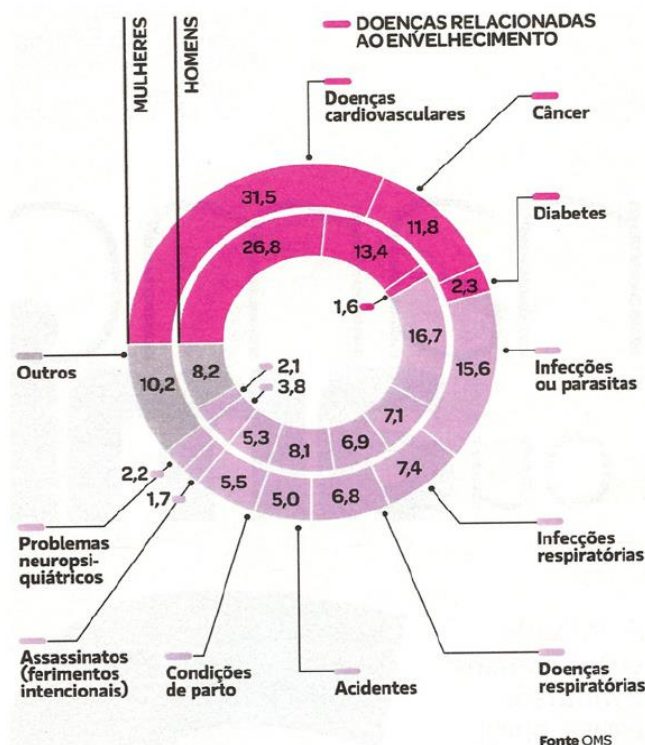 MULHERES
HOMENS
DOENÇAS RELACIONADAS
AO ENVELHECIMENTO
Doenças
cardiovasculares
Câncer
Diabetes
31,5
11,8
2,3
26,8
13,4
1,6
16,7
15,6
Infecções
ou parasitas
Outros
10,2
8,2
2,1
3,8
5,3
8,1
6,9
7,1
2,2
1,7
5,5
5,0
6,8
7,4
Problemas
neuropsi-
quiátricos
Infecções
respiratórias
Assassinatos
(ferimentos
intencionais)
Condições
de parto
Acidentes
Doenças
respiratórias
Fonte OMS